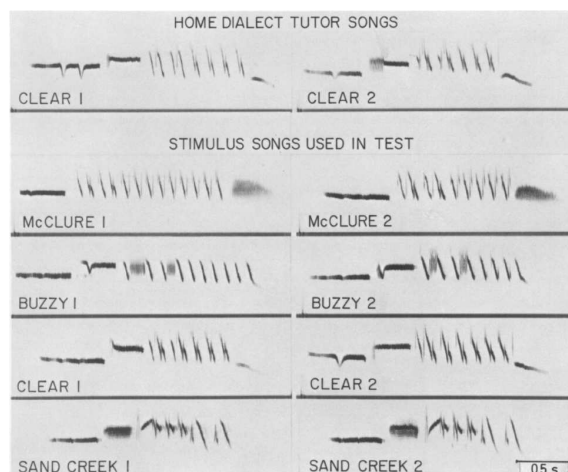 HOME DIALECT TUTOR SONGS
CLEAR 1 CLEAR 2
STIMULUS SONGS USED IN TEST
McCLURE 1 McCLURE 2
BUZZY 1 BUZZY 2
CLEAR 1 CLEAR 2
SAND CREEK 1 SAND CREEK 2 0.5 s